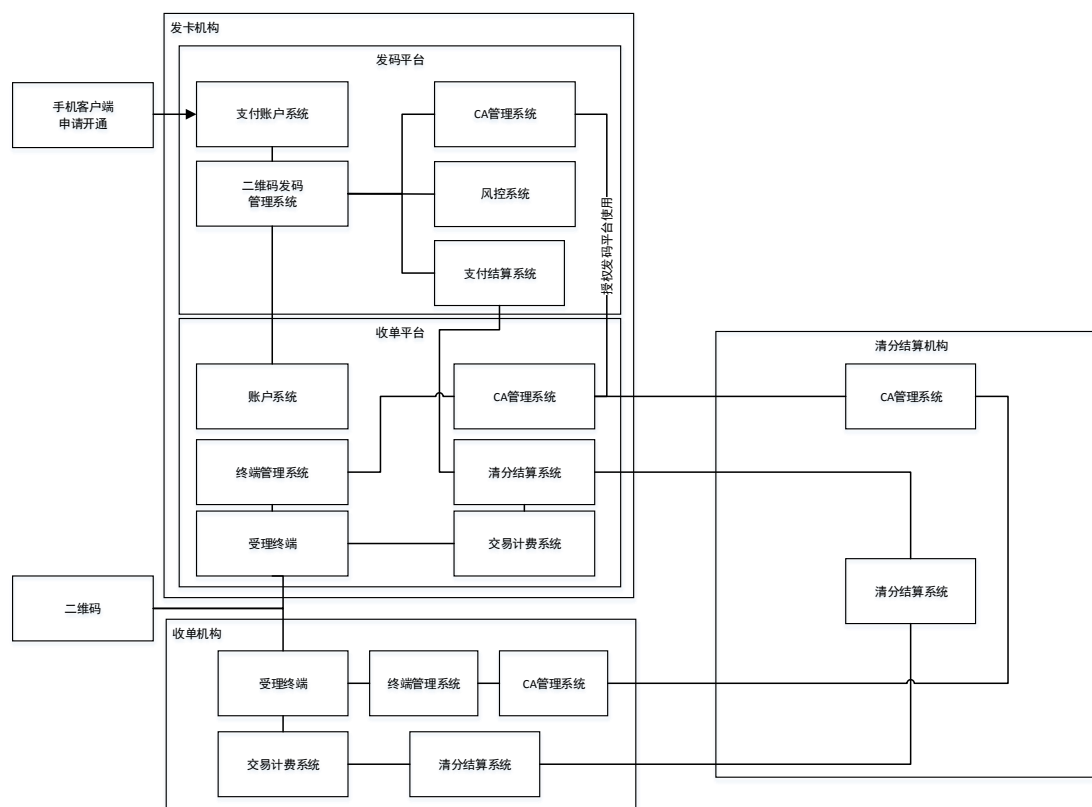 发卡机构
发码平台
手机客户端
申请开通
支付账户系统
CA管理系统
二维码发码
管理系统
风控系统
授权发码平台使用
支付结算系统
收单平台
清分结算机构
账户系统
CA管理系统
CA管理系统
终端管理系统
清分结算系统
受理终端
交易计费系统
清分结算系统
二维码
收单机构
受理终端
终端管理系统
CA管理系统
交易计费系统
清分结算系统